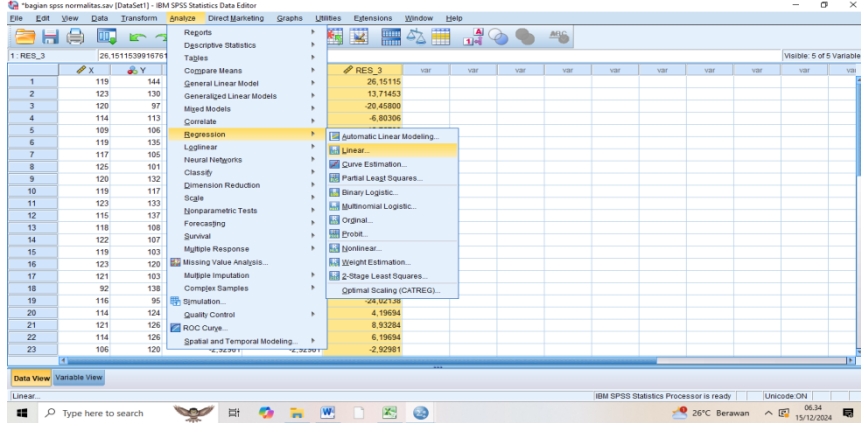 *bagian spss normalitas.sav [DataSet1] - IBM SPSS Statistics Data Editor
File Edit View Data Transform Analyze Direct Marketing Graphs Utilities Extensions Window Help
1 : RES_3 26,1511539916761 Visible: 5 of 5 Variable
X Y RES_3 var var var var var var var var
1 119 144 26,15115
2 123 130 13,71453
3 120 97 -20,45800
4 114 113 -6,80306
5 109 106
6 119 135
7 117 105
8 125 101
9 120 132
10 119 117
11 123 133
12 115 137
13 118 108
14 122 107
15 119 103
16 123 120
17 121 103
18 92 138
19 116 95 -24,02138
20 114 124 4,19694
21 121 126 8,93284
22 114 126 6,19694
23 106 120 -2,92981 -2,92981 -2,92981
Reports
Descriptive Statistics
Tables
Compare Means
General Linear Model
Generalized Linear Models
Mixed Models
Correlate
Regression
Loglinear
Neural Networks
Classify
Dimension Reduction
Scale
Nonparametric Tests
Forecasting
Survival
Multiple Response
Missing Value Analysis...
Multiple Imputation
Complex Samples
Simulation...
Quality Control
ROC Curve...
Spatial and Temporal Modeling...
Automatic Linear Modeling...
Linear...
Curve Estimation...
Partial Least Squares...
Binary Logistic...
Multinomial Logistic...
Ordinal...
Probit...
Nonlinear...
Weight Estimation...
2-Stage Least Squares...
Optimal Scaling (CATREG)...
Data View Variable View
Linear... IBM SPSS Statistics Processor is ready Unicode:ON
Type here to search 26°C Berawan 06.34
15/12/2024